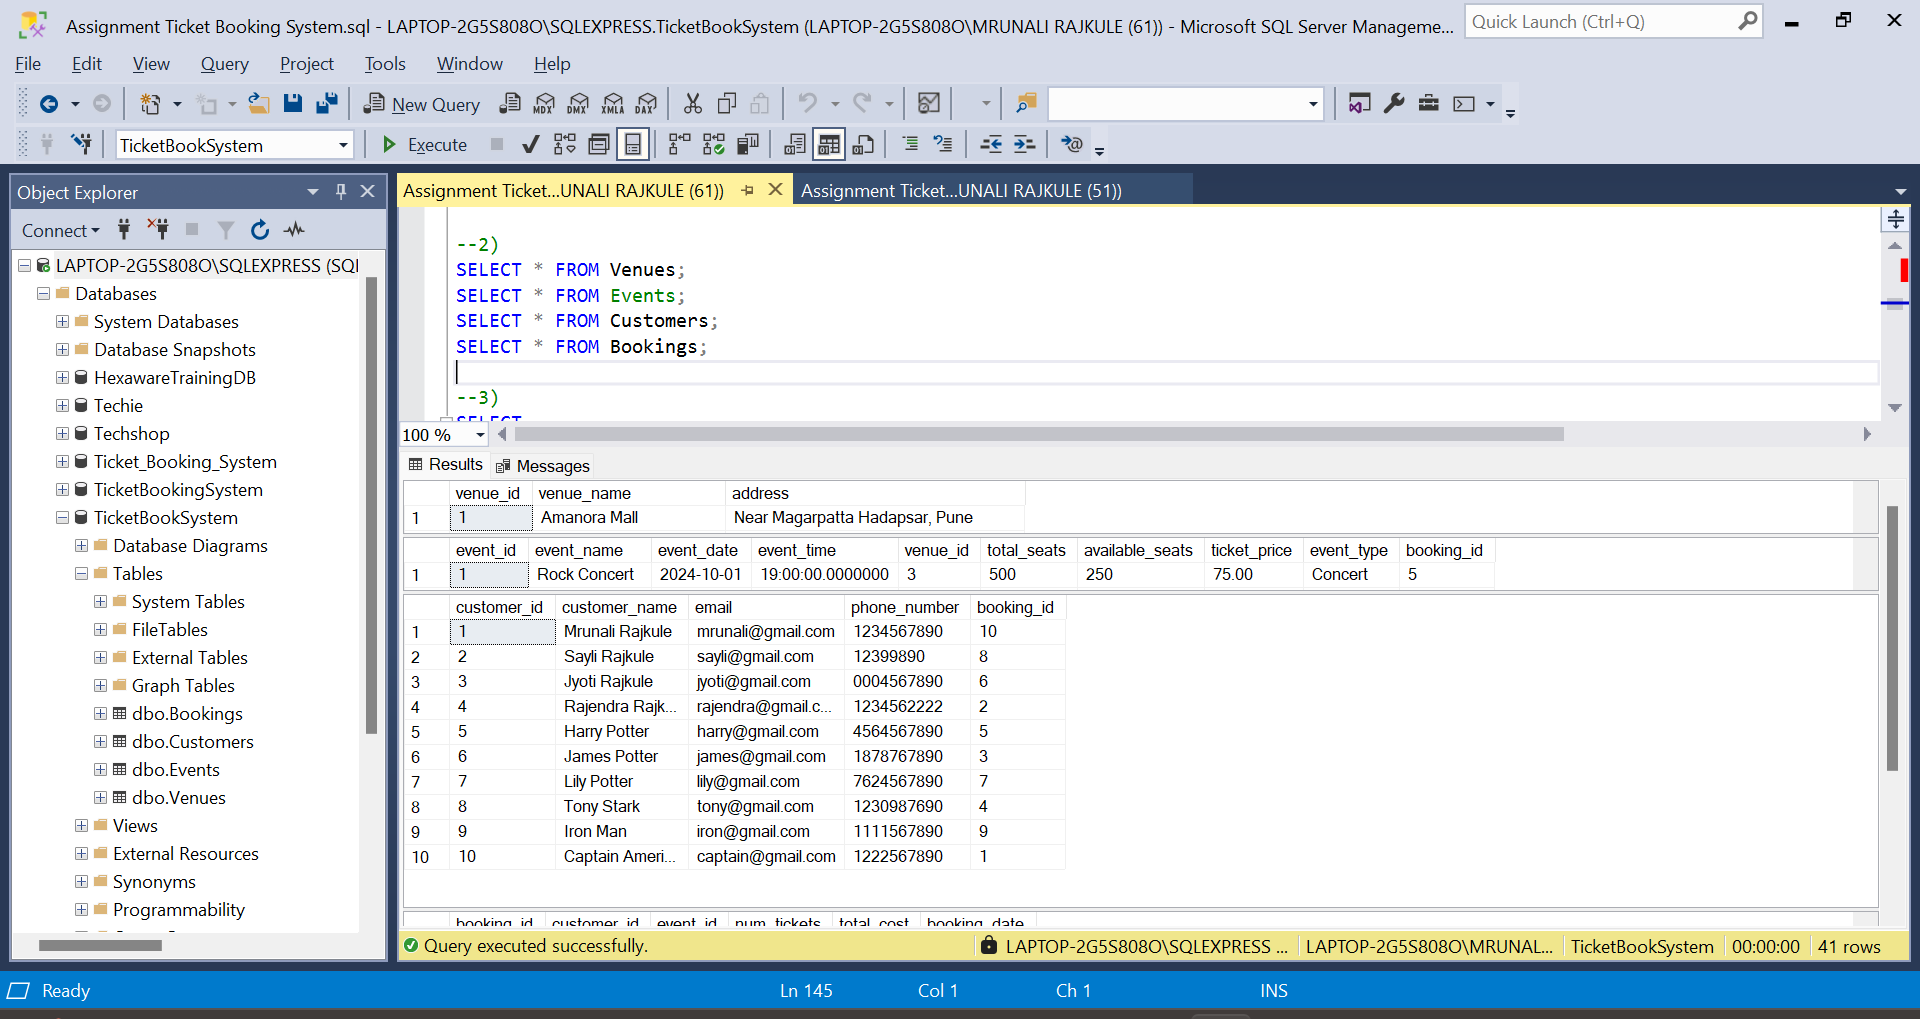 Assignment Ticket Booking System.sql - LAPTOP-2G5S808O\SQLEXPRESS.TicketBookSystem (LAPTOP-2G5S808O\MRUNALI RAJKULE (61)) - Microsoft SQL Server Manageme...
Quick Launch (Ctrl+Q)
File Edit View Query Project Tools Window Help
New Query MDX DMX XMLA DAX
TicketBookSystem Execute
Object Explorer
Assignment Ticket...UNALI RAJKULE (61)) Assignment Ticket...UNALI RAJKULE (51))
Connect
LAPTOP-2G5S808O\SQLEXPRESS (SQL
Databases
System Databases
Database Snapshots
HexawareTrainingDB
Techie
Techshop
Ticket_Booking_System
TicketBookingSystem
TicketBookSystem
Database Diagrams
Tables
System Tables
FileTables
External Tables
Graph Tables
dbo.Bookings
dbo.Customers
dbo.Events
dbo.Venues
Views
External Resources
Synonyms
Programmability
--2)
SELECT * FROM Venues;
SELECT * FROM Events;
SELECT * FROM Customers;
SELECT * FROM Bookings;
--3)
SELECT
100 %
Results Messages
venue_id venue_name address
1 1 Amanora Mall Near Magarpatta Hadapsar, Pune
event_id event_name event_date event_time venue_id total_seats available_seats ticket_price event_type booking_id
1 1 Rock Concert 2024-10-01 19:00:00.0000000 3 500 250 75.00 Concert 5
customer_id customer_name email phone_number booking_id
1 1 Mrunali Rajkule mrunali@gmail.com 1234567890 10
2 2 Sayli Rajkule sayli@gmail.com 12399890 8
3 3 Jyoti Rajkule jyoti@gmail.com 0004567890 6
4 4 Rajendra Rajk... rajendra@gmail.c... 1234562222 2
5 5 Harry Potter harry@gmail.com 4564567890 5
6 6 James Potter james@gmail.com 1878767890 3
7 7 Lily Potter lily@gmail.com 7624567890 7
8 8 Tony Stark tony@gmail.com 1230987690 4
9 9 Iron Man iron@gmail.com 1111567890 9
10 10 Captain Ameri... captain@gmail.com 1222567890 1
booking_id customer_id event_id num_tickets total_cost booking_date
Query executed successfully. LAPTOP-2G5S808O\SQLEXPRESS ... LAPTOP-2G5S808O\MRUNAL... TicketBookSystem 00:00:00 41 rows
Ready Ln 145 Col 1 Ch 1 INS